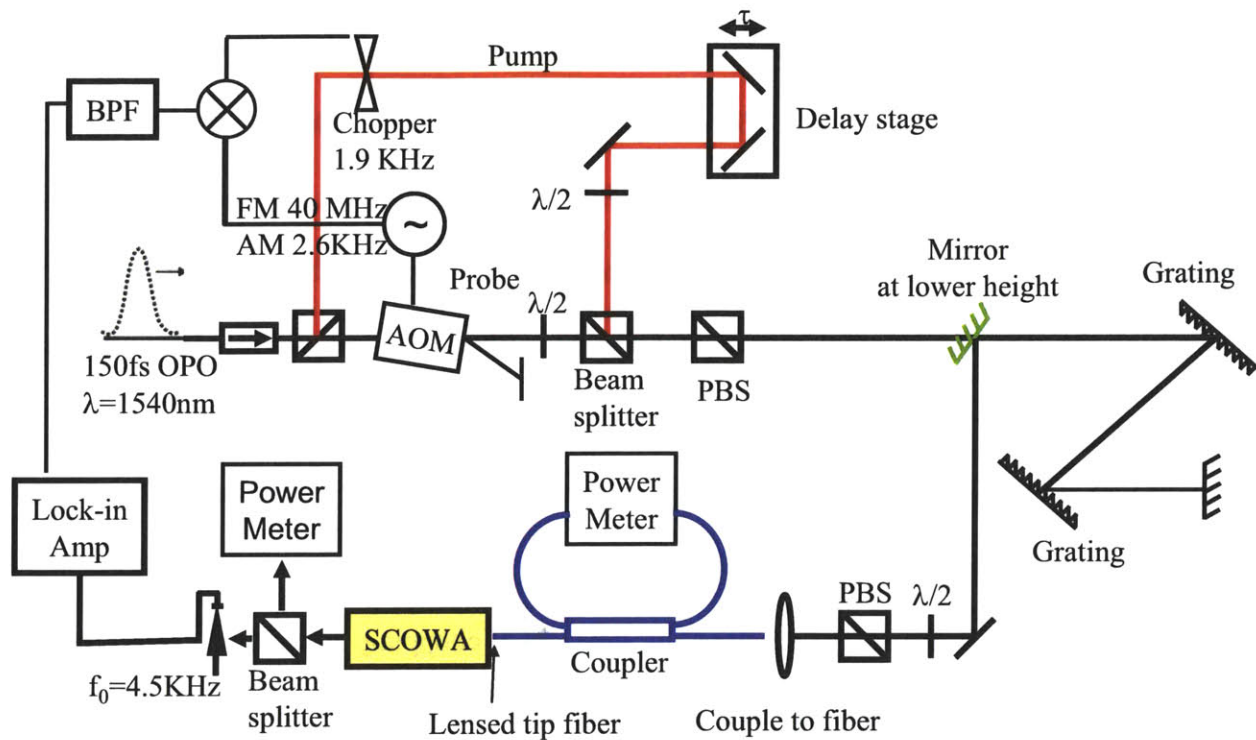 τ
Pump
BPF
Chopper
1.9 KHz
Delay stage
λ/2
FM 40 MHz
AM 2.6KHz
~
Mirror
at lower height
Grating
Probe
λ/2
AOM
150fs OPO
λ=1540nm
Beam
splitter
PBS
Power
Meter
Power
Meter
Lock-in
Amp
Grating
PBS
λ/2
SCOWA
Coupler
f₀=4.5KHz
Beam
splitter
Lensed tip fiber
Couple to fiber